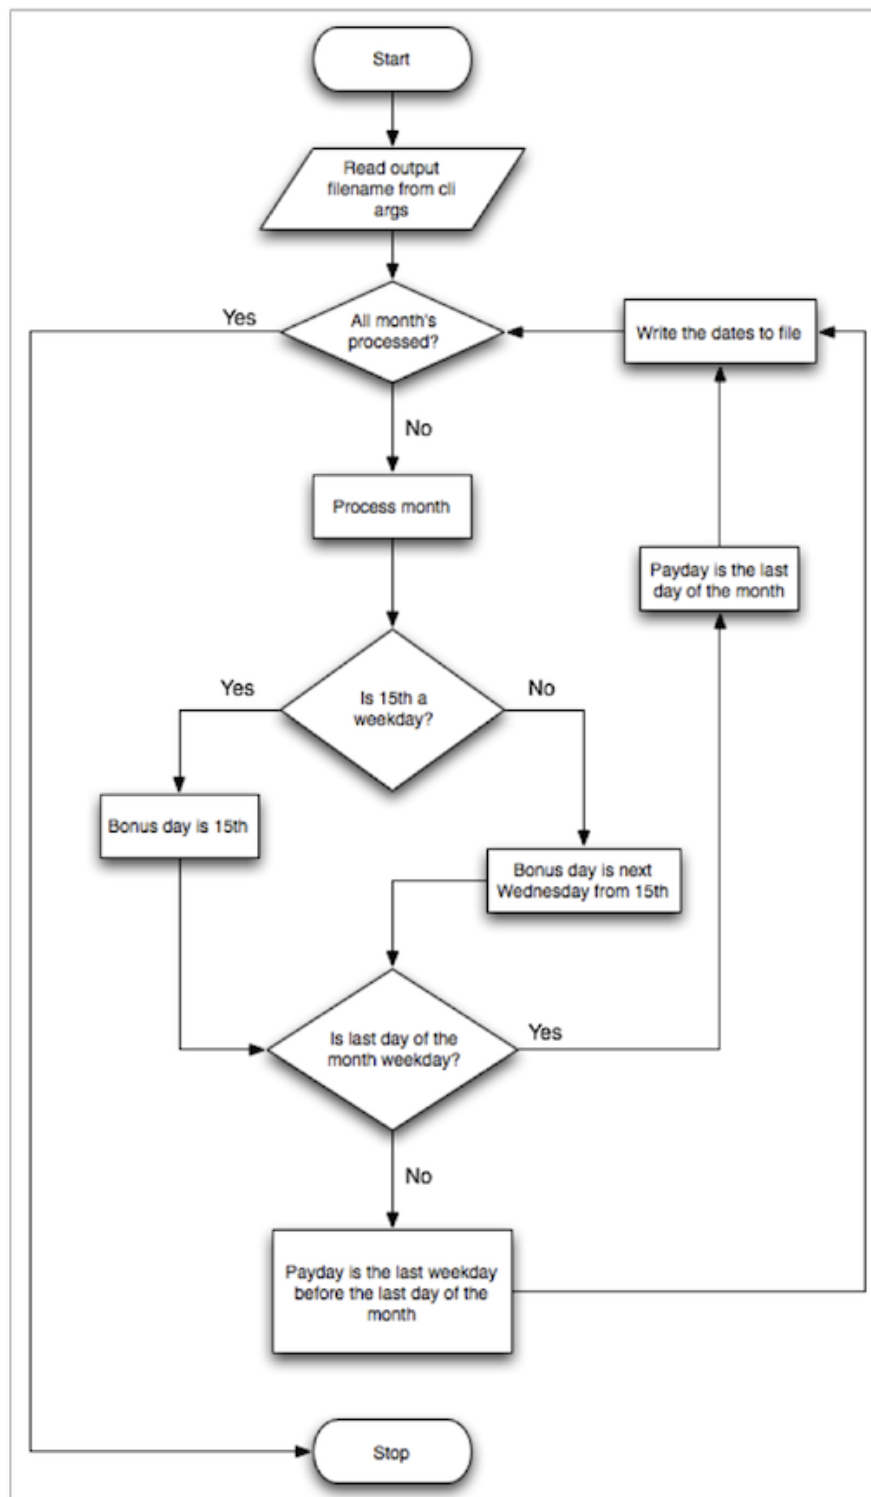 Start
Read output
filename from cli
args
Yes
All month's
processed?
Write the dates to file
No
Process month
Payday is the last
day of the month
Yes
Is 15th a
weekday?
No
Bonus day is 15th
Bonus day is next
Wednesday from 15th
Is last day of the
month weekday?
Yes
No
Payday is the last weekday
before the last day of the
month
Stop